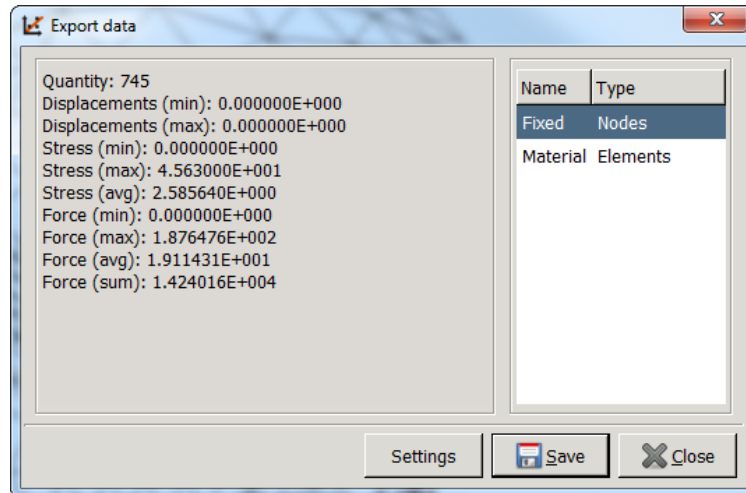 Export data
Quantity: 745
Displacements (min): 0.000000E+000
Displacements (max): 0.000000E+000
Stress (min): 0.000000E+000
Stress (max): 4.563000E+001
Stress (avg): 2.585640E+000
Force (min): 0.000000E+000
Force (max): 1.876476E+002
Force (avg): 1.911431E+001
Force (sum): 1.424016E+004
Name Type
Fixed Nodes
Material Elements
Settings Save Close